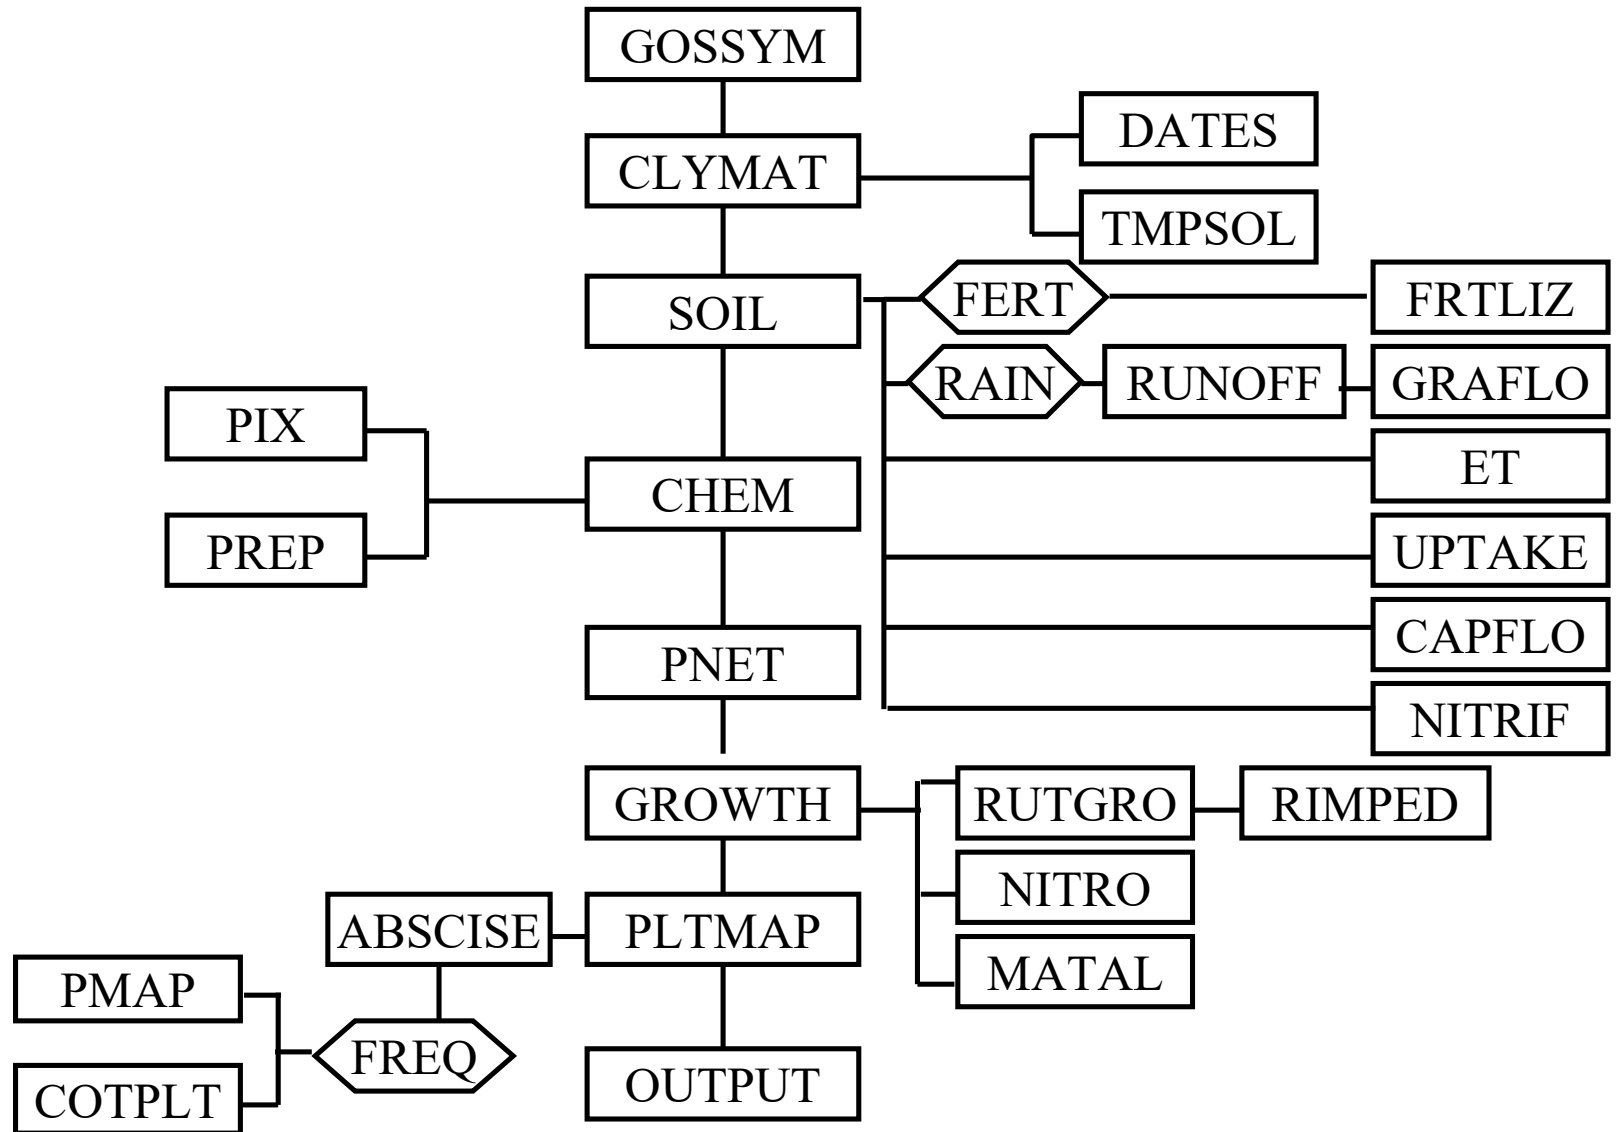 GOSSYM
DATES
CLYMAT
TMPSOL
FERT
FRTLIZ
SOIL
RAIN
RUNOFF
GRAFLO
PIX
ET
CHEM
PREP
UPTAKE
CAPFLO
PNET
NITRIF
GROWTH
RUTGRO
RIMPED
NITRO
ABSCISE
PLTMAP
MATAL
PMAP
FREQ
OUTPUT
COTPLT